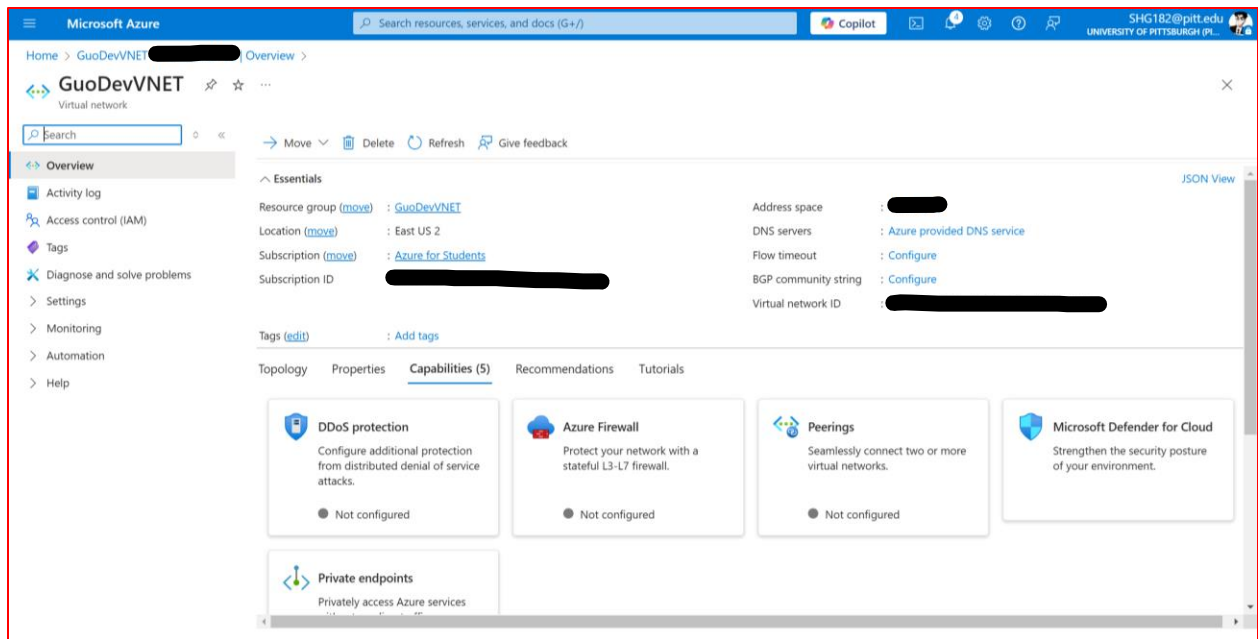 Microsoft Azure
Search resources, services, and docs (G+/)
Copilot
4
SHG182@pitt.edu
UNIVERSITY OF PITTSBURGH (PI...
Home > GuoDevVNET | Overview >
GuoDevVNET
Virtual network
Search
Overview
Activity log
Access control (IAM)
Tags
Diagnose and solve problems
Settings
Monitoring
Automation
Help
Move
Delete
Refresh
Give feedback
Essentials
JSON View
Resource group (move) : GuoDevVNET
Location (move) : East US 2
Subscription (move) : Azure for Students
Subscription ID
Address space :
DNS servers : Azure provided DNS service
Flow timeout : Configure
BGP community string : Configure
Virtual network ID :
Tags (edit) : Add tags
Topology
Properties
Capabilities (5)
Recommendations
Tutorials
DDoS protection
Configure additional protection
from distributed denial of service
attacks.
Not configured
Azure Firewall
Protect your network with a
stateful L3-L7 firewall.
Not configured
Peerings
Seamlessly connect two or more
virtual networks.
Not configured
Microsoft Defender for Cloud
Strengthen the security posture
of your environment.
Private endpoints
Privately access Azure services